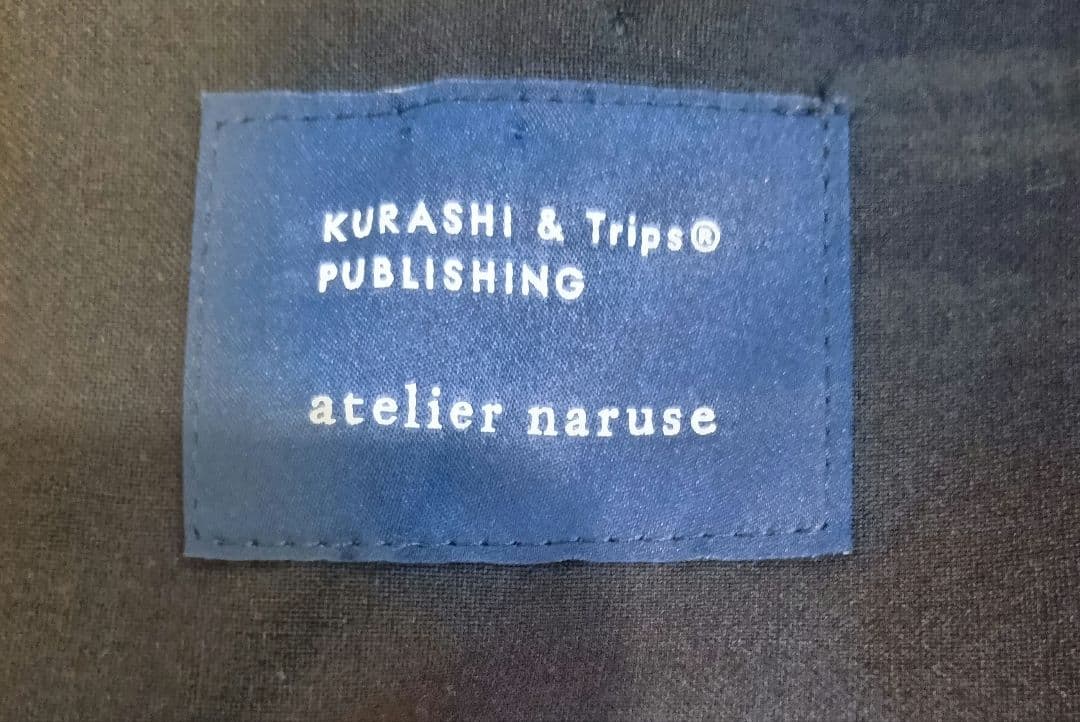 KURASHI & Trips®
PUBLISHING
atelier naruse